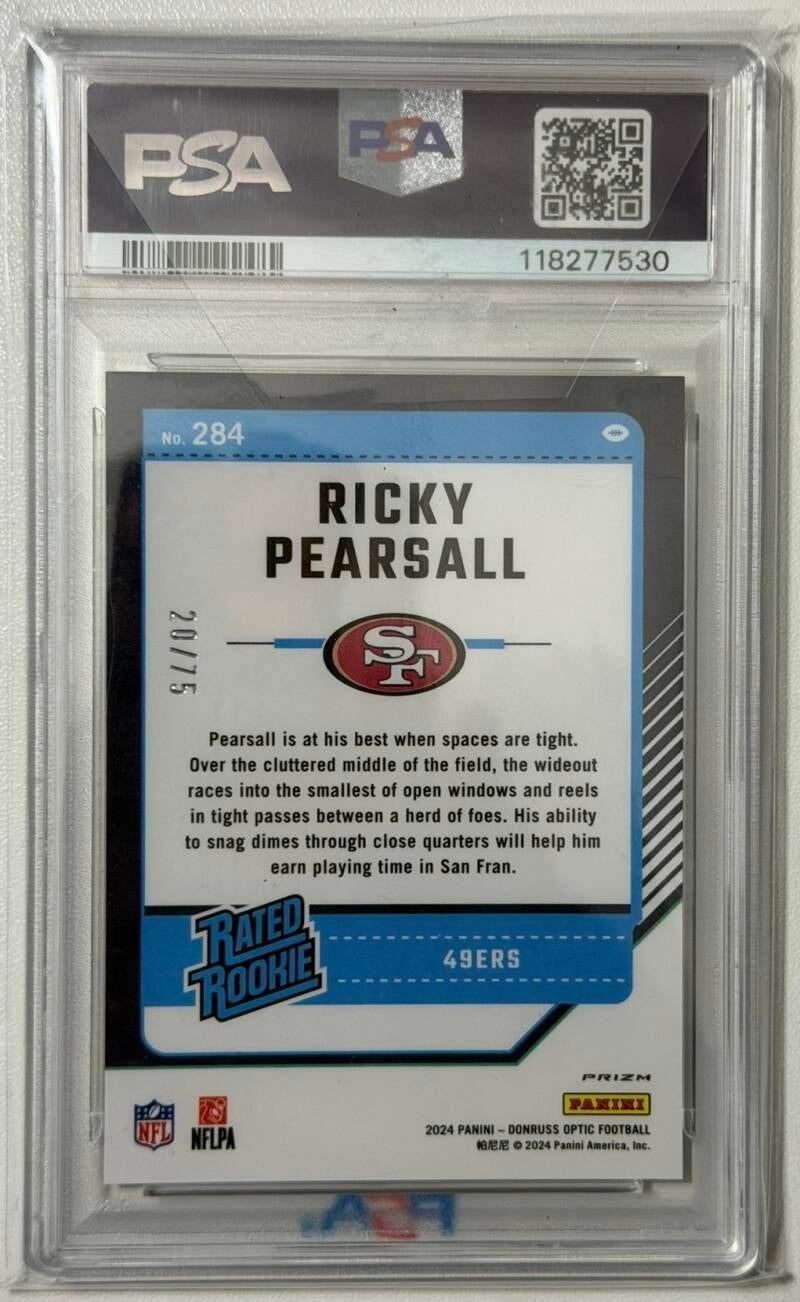 PSA
PSA
118277530
No. 284
RICKY
PEARSALL
20/75
SF
Pearsall is at his best when spaces are tight.
Over the cluttered middle of the field, the wideout
races into the smallest of open windows and reels
in tight passes between a herd of foes. His ability
to snag dimes through close quarters will help him
earn playing time in San Fran.
RATED
ROOKIE
49ERS
PRIZM
PANINI
NFL
NFLPA
2024 PANINI – DONRUSS OPTIC FOOTBALL
帕尼尼 © 2024 Panini America, Inc.
PSA